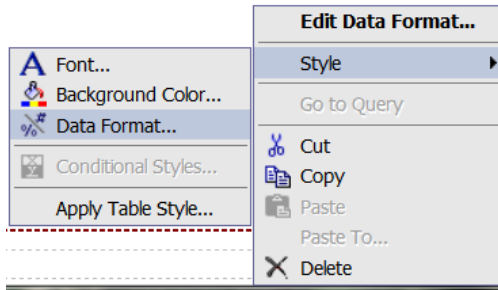 Edit Data Format...
Style
Go to Query
Cut
Copy
Paste
Paste To...
Delete
Font...
Background Color...
Data Format...
Conditional Styles...
Apply Table Style...